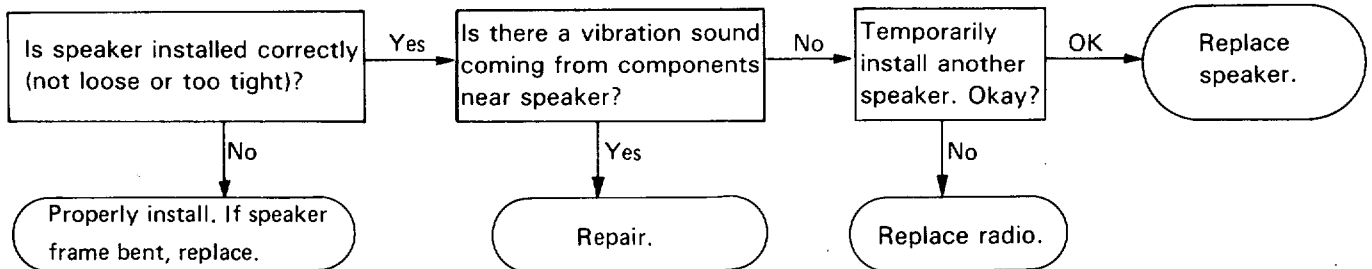 Is speaker installed correctly
(not loose or too tight)?
Yes
Is there a vibration sound
coming from components
near speaker?
No
Temporarily
install another
speaker. Okay?
OK
Replace
speaker.
No
Yes
No
Properly install. If speaker
frame bent, replace.
Repair.
Replace radio.